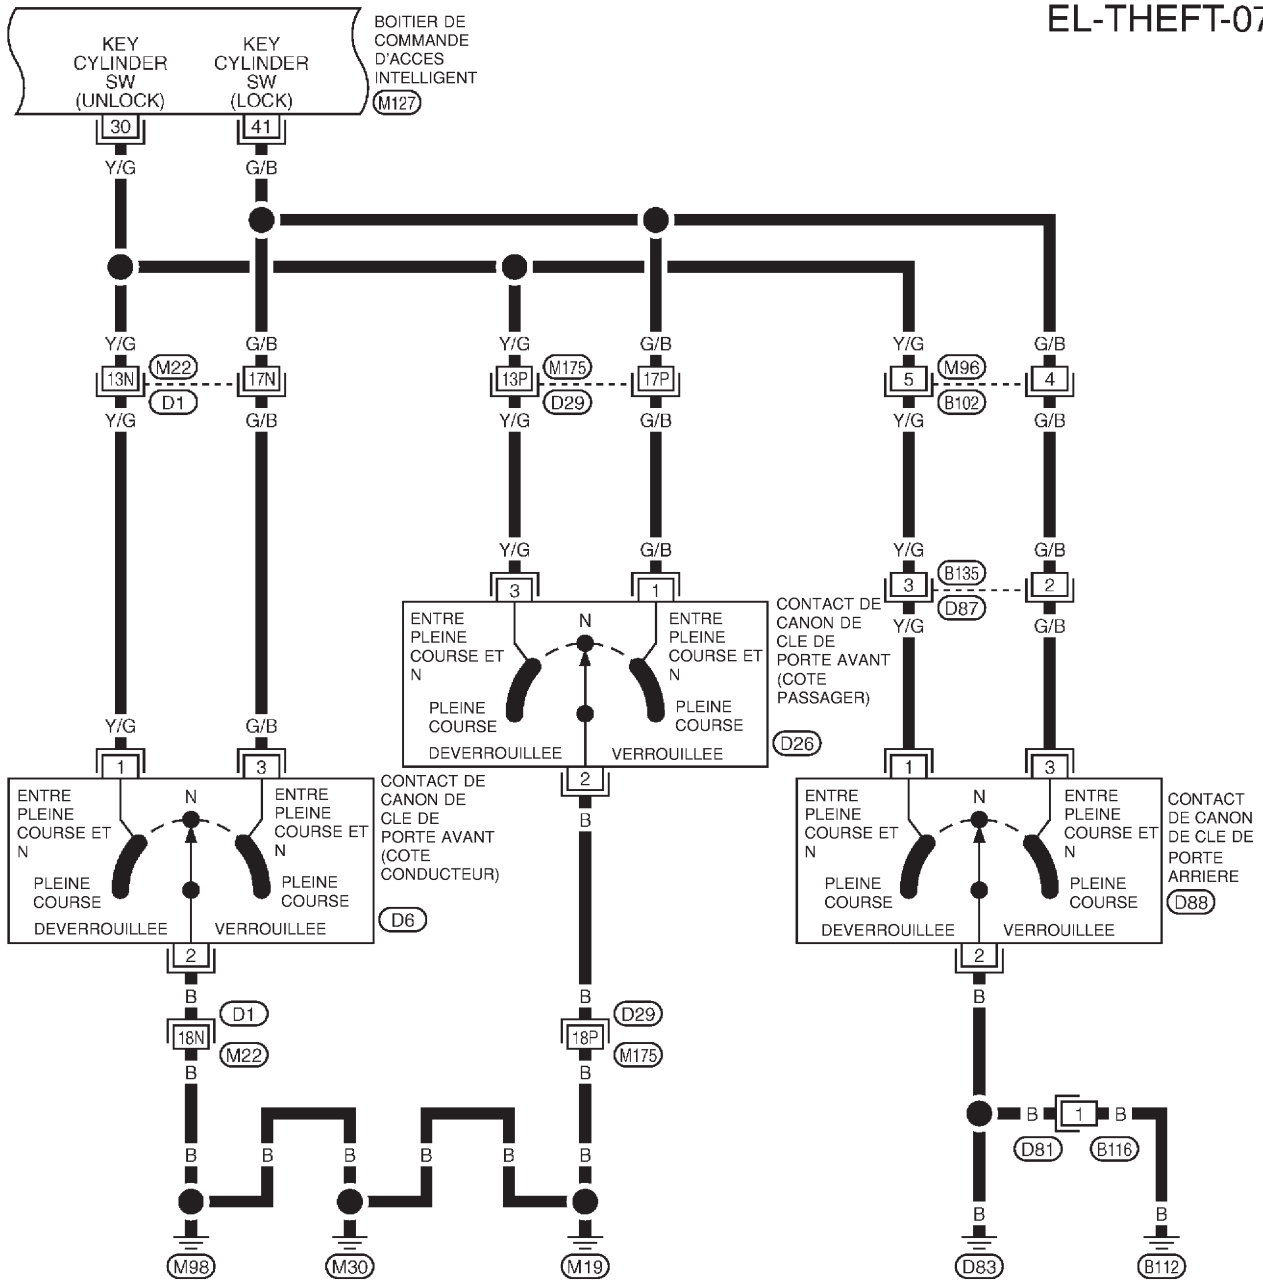 EL-THEFT-07
BOITIER DE
COMMANDE
D'ACCES
INTELLIGENT
M127
KEY
CYLINDER
SW
(UNLOCK)
KEY
CYLINDER
SW
(LOCK)
30
41
Y/G
G/B
Y/G
G/B
Y/G
G/B
Y/G
G/B
13N
M22
17N
D1
13P
M175
17P
D29
5
M96
4
B102
Y/G
G/B
Y/G
G/B
Y/G
G/B
Y/G
G/B
Y/G
G/B
3
B135
2
D87
Y/G
G/B
3
1
ENTRE
PLEINE
COURSE ET
N
N
ENTRE
PLEINE
COURSE ET
N
PLEINE
COURSE
PLEINE
COURSE
DEVERROUILLEE
VERROUILLEE
2
CONTACT DE
CANON DE
CLE DE
PORTE AVANT
(COTE
PASSAGER)
D26
Y/G
G/B
1
3
ENTRE
PLEINE
COURSE ET
N
N
ENTRE
PLEINE
COURSE ET
N
PLEINE
COURSE
PLEINE
COURSE
DEVERROUILLEE
VERROUILLEE
2
CONTACT DE
CANON DE
CLE DE
PORTE AVANT
(COTE
CONDUCTEUR)
D6
1
3
ENTRE
PLEINE
COURSE ET
N
N
ENTRE
PLEINE
COURSE ET
N
PLEINE
COURSE
PLEINE
COURSE
DEVERROUILLEE
VERROUILLEE
2
CONTACT
DE CANON
DE CLE DE
PORTE
ARRIERE
D88
B
B
B
B
18N
D1
M22
18P
D29
M175
B
B
B
1
B
D81
B116
B
B
B
B
B
B
B
B
M98
M30
M19
D83
B112